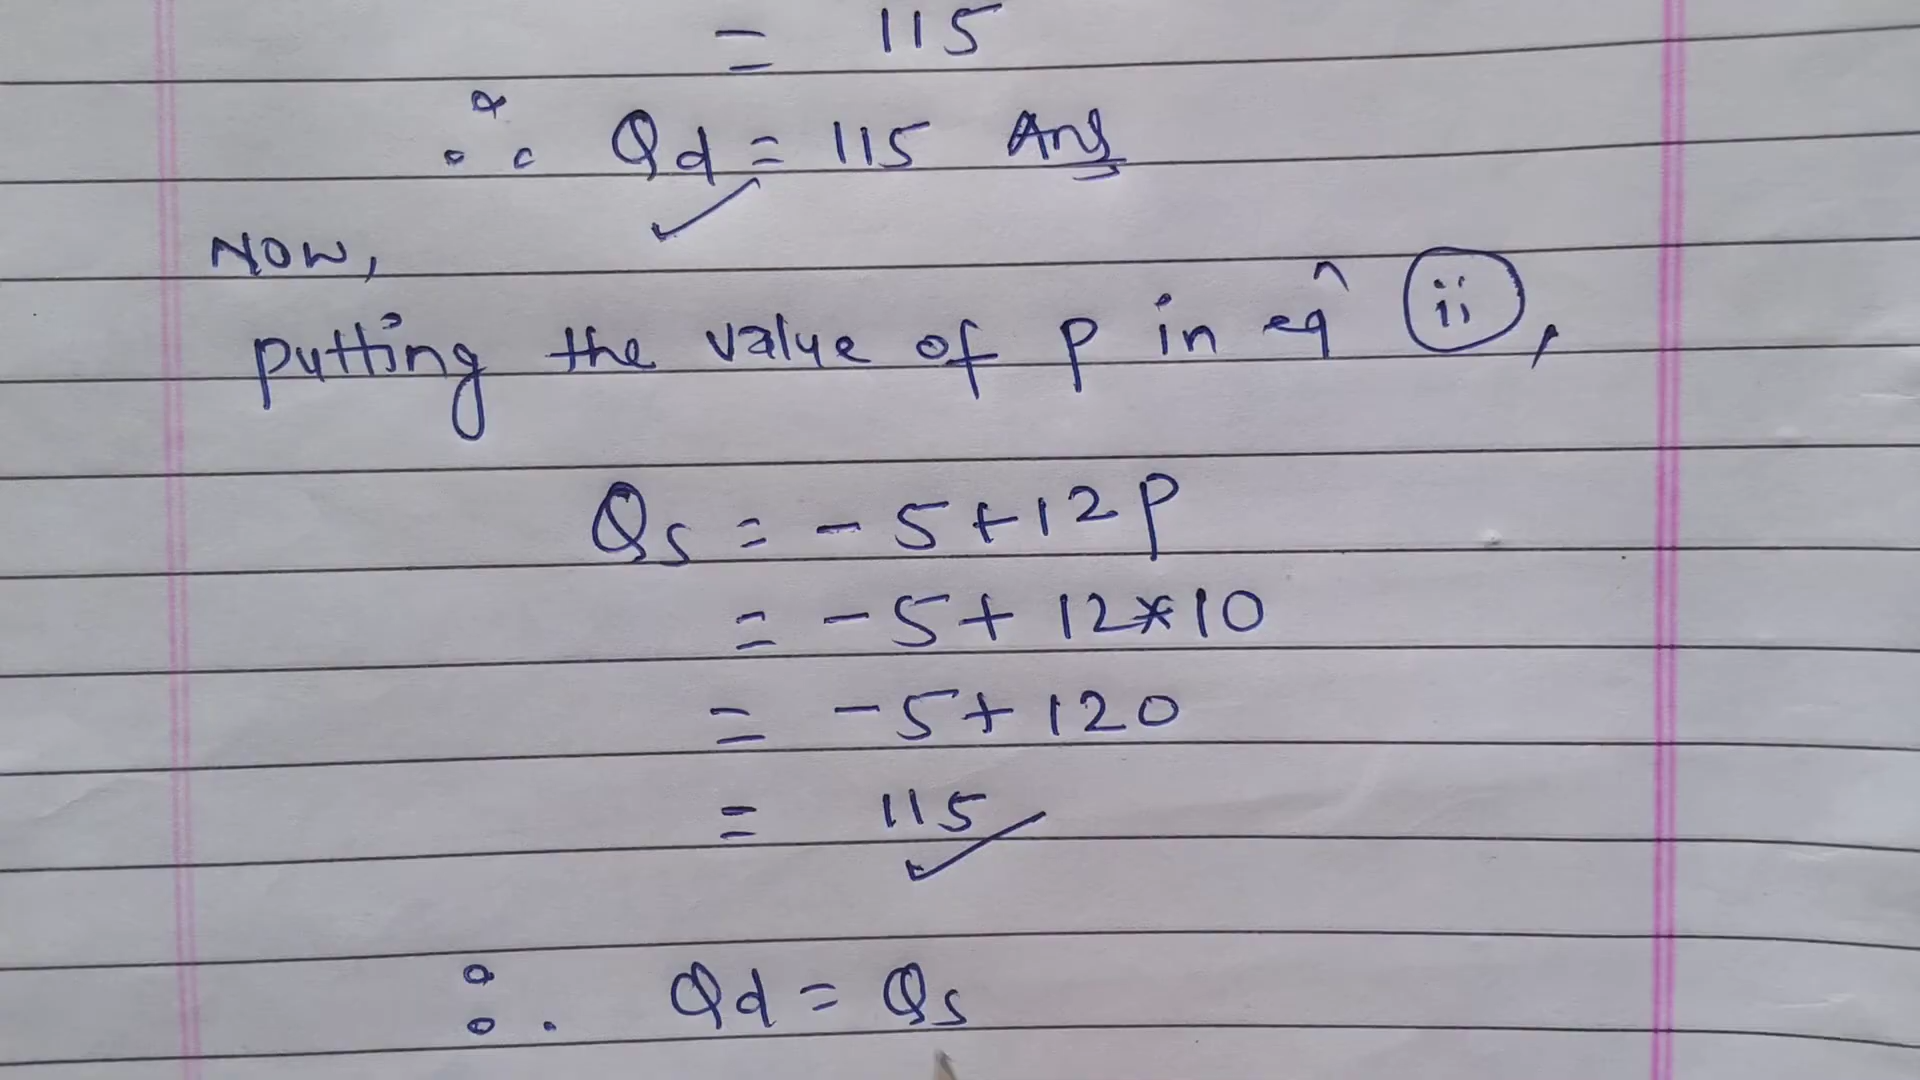 = 115
∴ Qd = 115 Ans
NOW,
putting the value of P in eq^n (ii),
Qs = - 5 + 12P
= - 5 + 12 * 10
= - 5 + 120
= 115
∴ Qd = Qs